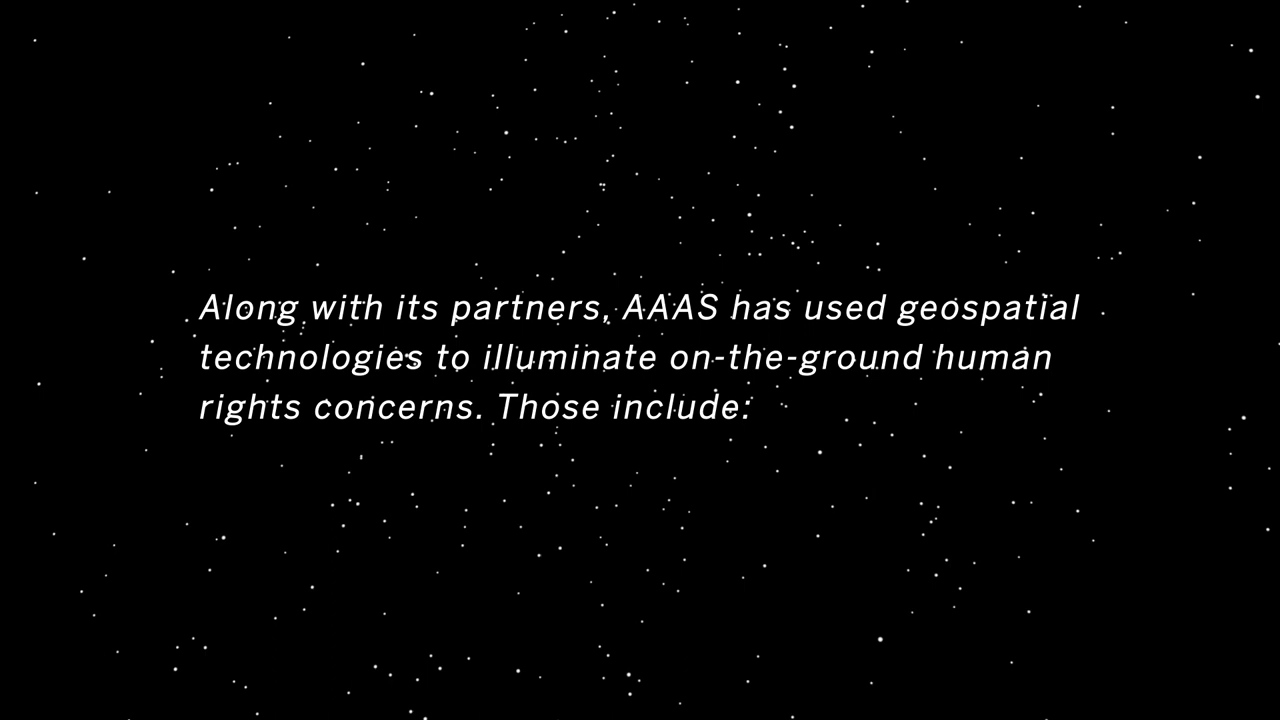 Along with its partners, AAAS has used geospatial
technologies to illuminate on-the-ground human
rights concerns. Those include: